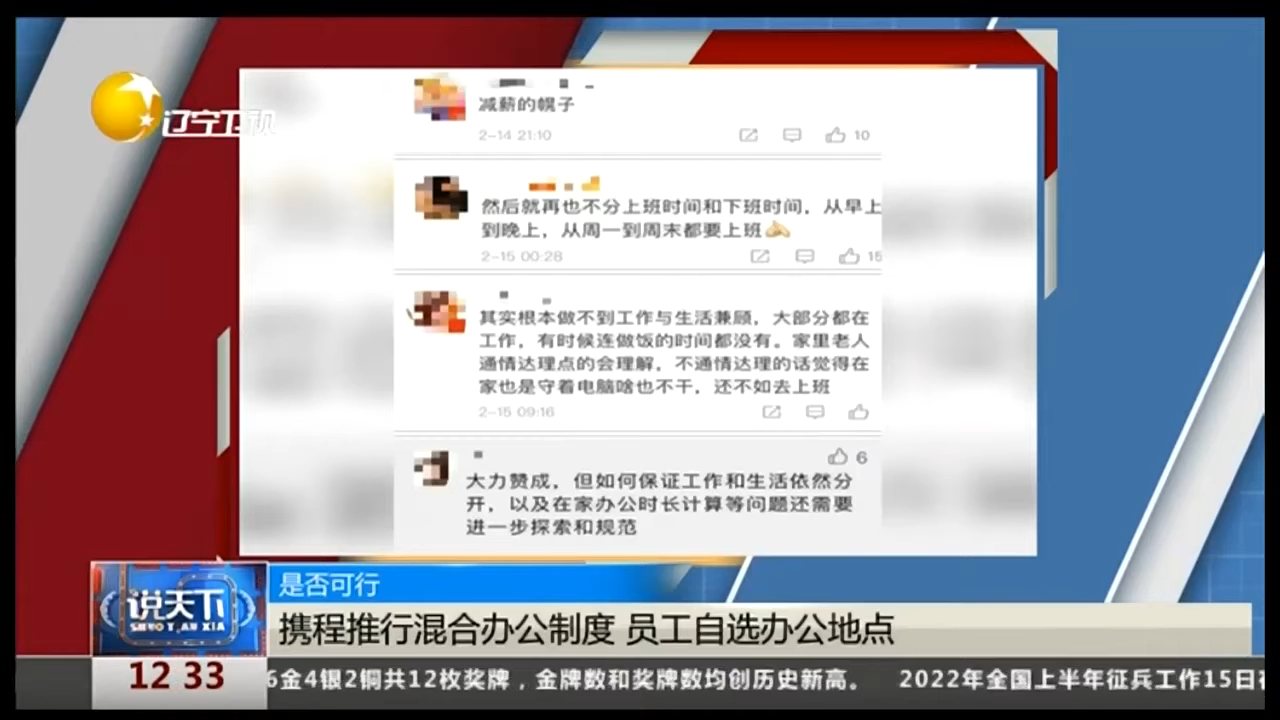 辽宁卫视
减薪的幌子
2-14 21:10
10
然后就再也不分上班时间和下班时间，从早上
到晚上，从周一到周末都要上班
2-15 00:28
15
其实根本做不到工作与生活兼顾，大部分都在
工作，有时候连做饭的时间都没有。家里老人
通情达理点的会理解，不通情达理的话觉得在
家也是守着电脑啥也不干，还不如去上班
2-15 09:16
6
大力赞成，但如何保证工作和生活依然分
开，以及在家办公时长计算等问题还需要
进一步探索和规范
说天下
SHUO TIAN XIA
是否可行
携程推行混合办公制度 员工自选办公地点
12 33
6金4银2铜共12枚奖牌，金牌数和奖牌数均创历史新高。 2022年全国上半年征兵工作15日